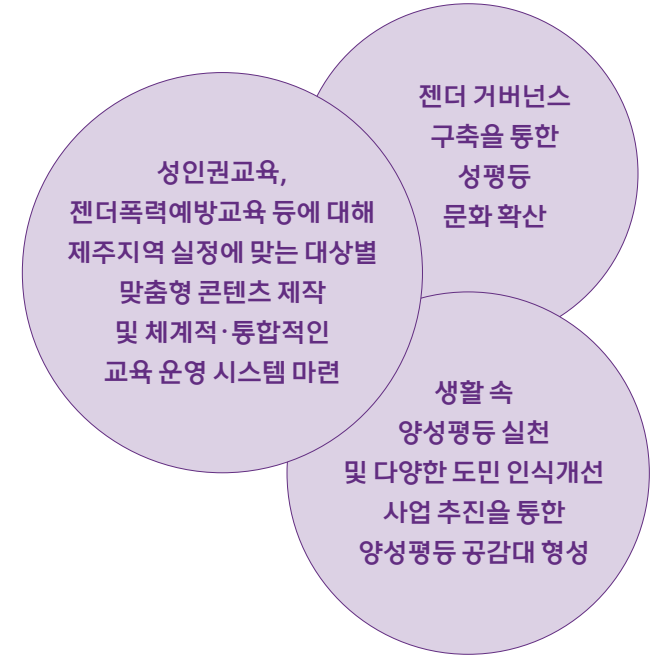 성인권교육,
젠더폭력예방교육 등에 대해
제주지역 실정에 맞는 대상별
맞춤형 콘텐츠 제작
및 체계적·통합적인
교육 운영 시스템 마련
젠더 거버넌스
구축을 통한
성평등
문화 확산
생활 속
양성평등 실천
및 다양한 도민 인식개선
사업 추진을 통한
양성평등 공감대 형성